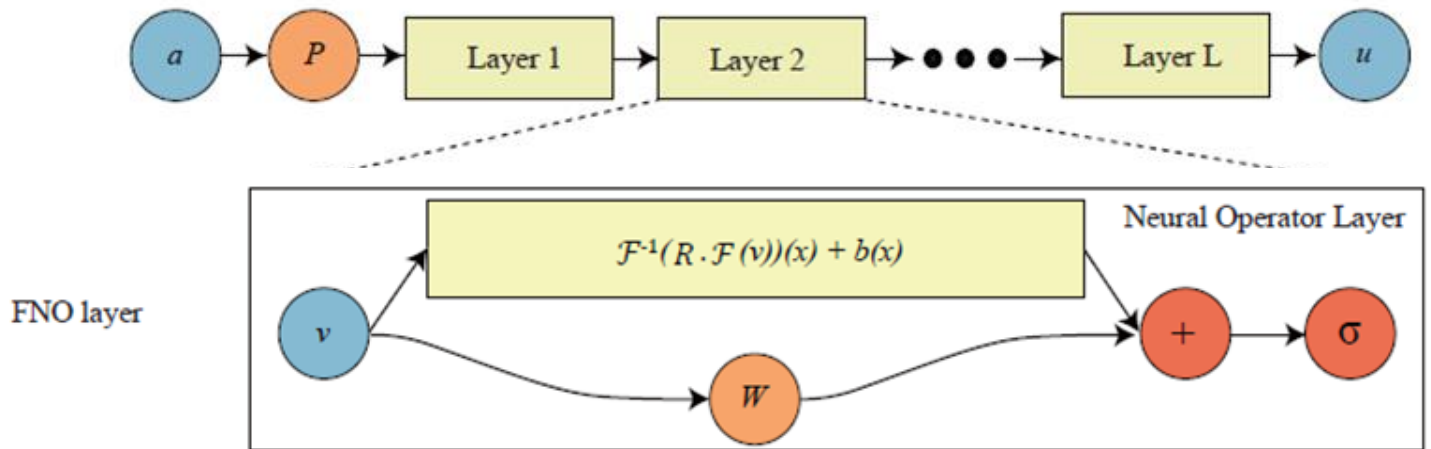 a P Layer 1 Layer 2 Layer L u
Neural Operator Layer
ℱ⁻¹(R . ℱ(v))(x) + b(x)
FNO layer
v + σ
W